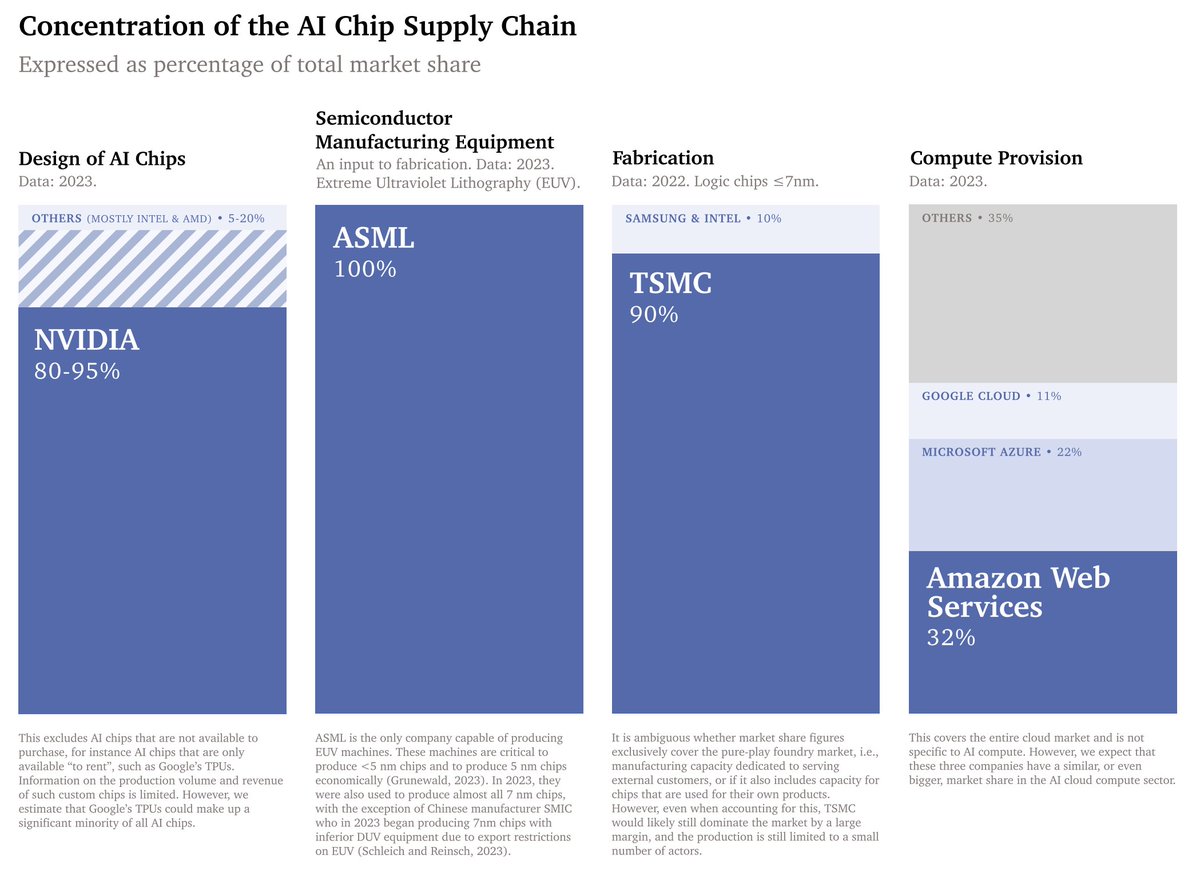 Concentration of the AI Chip Supply Chain
Expressed as percentage of total market share
Design of AI Chips
Data: 2023.
OTHERS (MOSTLY INTEL & AMD) • 5-20%
NVIDIA
80-95%
This excludes AI chips that are not available to
purchase, for instance AI chips that are only
available “to rent”, such as Google’s TPUs.
Information on the production volume and revenue
of such custom chips is limited. However, we
estimate that Google’s TPUs could make up a
significant minority of all AI chips.
Semiconductor
Manufacturing Equipment
An input to fabrication. Data: 2023.
Extreme Ultraviolet Lithography (EUV).
ASML
100%
ASML is the only company capable of producing
EUV machines. These machines are critical to
produce <5 nm chips and to produce 5 nm chips
economically (Grunewald, 2023). In 2023, they
were also used to produce almost all 7 nm chips,
with the exception of Chinese manufacturer SMIC
who in 2023 began producing 7nm chips with
inferior DUV equipment due to export restrictions
on EUV (Schleich and Reinsch, 2023).
Fabrication
Data: 2022. Logic chips ≤7nm.
SAMSUNG & INTEL • 10%
TSMC
90%
It is ambiguous whether market share figures
exclusively cover the pure-play foundry market, i.e.,
manufacturing capacity dedicated to serving
external customers, or if it also includes capacity for
chips that are used for their own products.
However, even when accounting for this, TSMC
would likely still dominate the market by a large
margin, and the production is still limited to a small
number of actors.
Compute Provision
Data: 2023.
OTHERS • 35%
GOOGLE CLOUD • 11%
MICROSOFT AZURE • 22%
Amazon Web
Services
32%
This covers the entire cloud market and is not
specific to AI compute. However, we expect that
these three companies have a similar, or even
bigger, market share in the AI cloud compute sector.